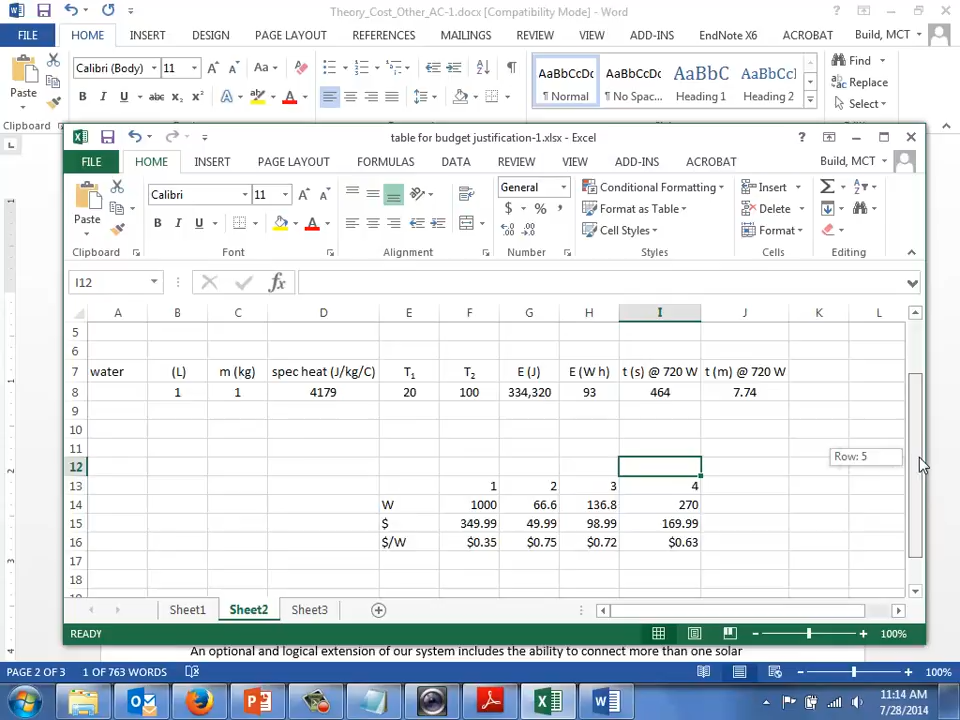 Theory_Cost_Other_AC-1.docx [Compatibility Mode] - Word
FILE HOME INSERT DESIGN PAGE LAYOUT REFERENCES MAILINGS REVIEW VIEW ADD-INS EndNote X6 ACROBAT Build, MCT
Paste Calibri (Body) 11 Aa AaBbCcDc AaBbCcDc AaBbC AaBbCc Find
Replace
B I U abc x₂ x² A ¶ Normal ¶ No Spac... Heading 1 Heading 2 Select
Clipboard
table for budget justification-1.xlsx - Excel
FILE HOME INSERT PAGE LAYOUT FORMULAS DATA REVIEW VIEW ADD-INS ACROBAT Build, MCT
Paste Calibri 11 General Conditional Formatting Insert
B I U $ % , Format as Table Delete
Cell Styles Format
Clipboard Font Alignment Number Styles Cells Editing
I12 fx
A B C D E F G H I J K L
5
6
7 water (L) m (kg) spec heat (J/kg/C) T₁ T₂ E (J) E (W h) t (s) @ 720 W t (m) @ 720 W
8 1 1 4179 20 100 334,320 93 464 7.74
9
10
11
12 Row: 5
13 1 2 3 4
14 W 1000 66.6 136.8 270
15 $ 349.99 49.99 98.99 169.99
16 $/W $0.35 $0.75 $0.72 $0.63
17
18
Sheet1 Sheet2 Sheet3
READY 100%
An optional and logical extension of our system includes the ability to connect more than one solar
PAGE 2 OF 3 1 OF 763 WORDS 100%
11:14 AM
7/28/2014